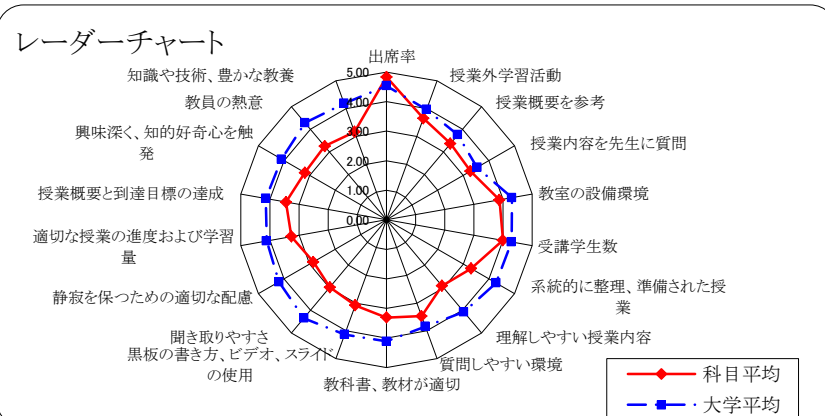 レーダーチャート
出席率
授業外学習活動
授業概要を参考
授業内容を先生に質問
教室の設備環境
受講学生数
系統的に整理、準備された授
業
理解しやすい授業内容
質問しやすい環境
教科書、教材が適切
黒板の書き方、ビデオ、スライド
の使用
聞き取りやすさ
静寂を保つための適切な配慮
適切な授業の進度および学習
量
授業概要と到達目標の達成
興味深く、知的好奇心を触
発
教員の熱意
知識や技術、豊かな教養
5.00
4.00
3.00
2.00
1.00
0.00
科目平均
大学平均